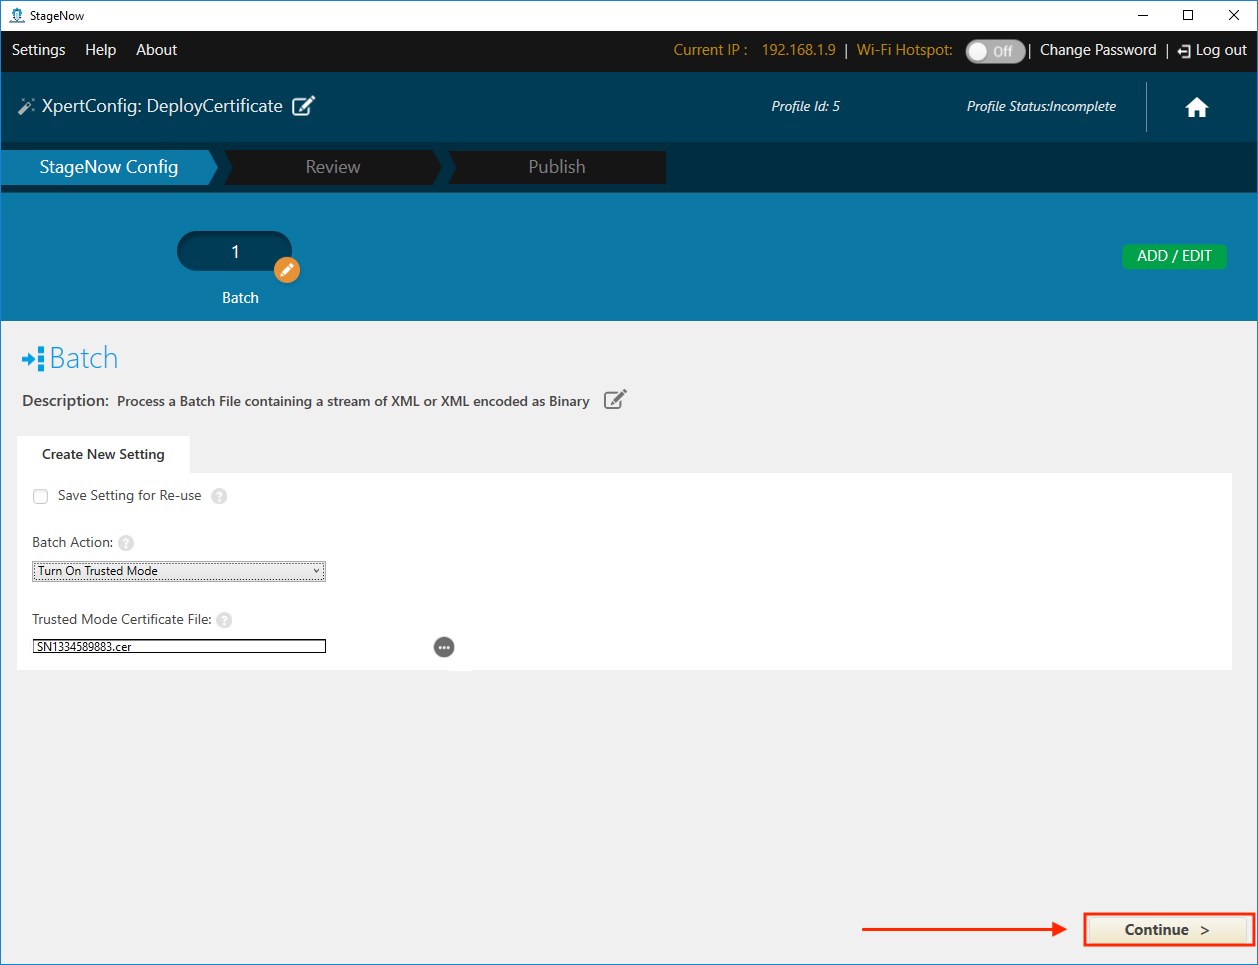 StageNow
Settings Help About Current IP : 192.168.1.9 | Wi-Fi Hotspot: Off | Change Password | Log out
XpertConfig: DeployCertificate Profile Id: 5 Profile Status:Incomplete
StageNow Config Review Publish
1
ADD / EDIT
Batch
Batch
Description: Process a Batch File containing a stream of XML or XML encoded as Binary
Create New Setting
Save Setting for Re-use ?
Batch Action: ?
Turn On Trusted Mode
Trusted Mode Certificate File: ?
SN1334589883.cer
Continue >